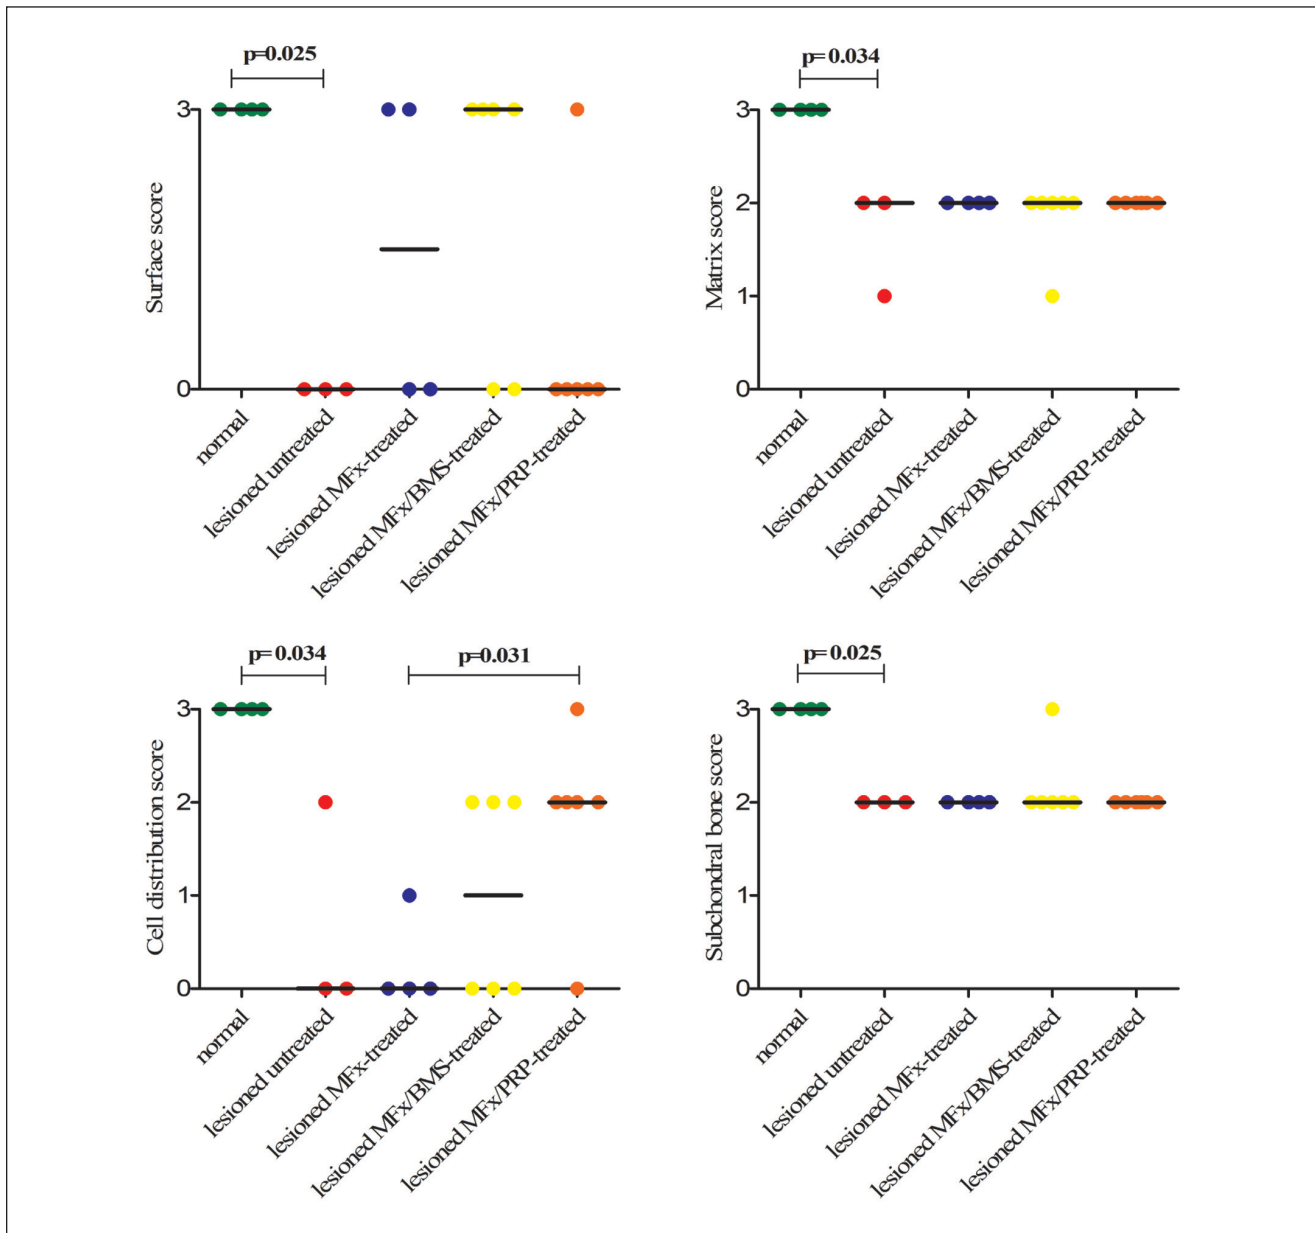 p=0.025
3
0
Surface score
normal
lesioned untreated
lesioned MFx-treated
lesioned MFx/BMS-treated
lesioned MFx/PRP-treated
p=0.034
3
2
1
0
Matrix score
normal
lesioned untreated
lesioned MFx-treated
lesioned MFx/BMS-treated
lesioned MFx/PRP-treated
p=0.034
p=0.031
3
2
1
0
Cell distribution score
normal
lesioned untreated
lesioned MFx-treated
lesioned MFx/BMS-treated
lesioned MFx/PRP-treated
p=0.025
3
2
1
0
Subchondral bone score
normal
lesioned untreated
lesioned MFx-treated
lesioned MFx/BMS-treated
lesioned MFx/PRP-treated